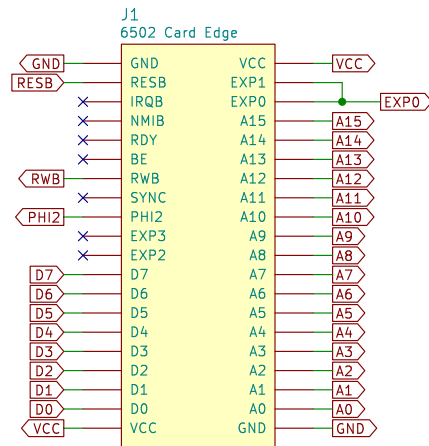 J1
6502 Card Edge
GND GND VCC VCC
RESB RESB EXP1
IRQB EXP0 EXP0
NMIB A15 A15
RDY A14 A14
BE A13 A13
RWB RWB A12 A12
SYNC A11 A11
PHI2 PHI2 A10 A10
EXP3 A9 A9
EXP2 A8 A8
D7 D7 A7 A7
D6 D6 A6 A6
D5 D5 A5 A5
D4 D4 A4 A4
D3 D3 A3 A3
D2 D2 A2 A2
D1 D1 A1 A1
D0 D0 A0 A0
VCC VCC GND GND